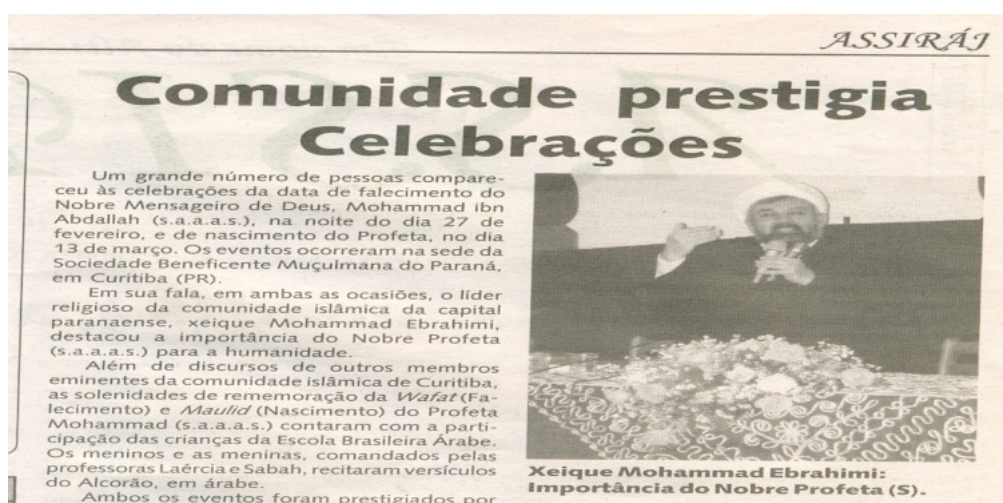 ASSIRÁJ
Comunidade prestigia
Celebrações
Um grande número de pessoas compare-
ceu às celebrações da data de falecimento do
Nobre Mensageiro de Deus, Mohammad ibn
Abdallah (s.a.a.a.s.), na noite do dia 27 de
fevereiro, e de nascimento do Profeta, no dia
13 de março. Os eventos ocorreram na sede da
Sociedade Beneficente Muçulmana do Paraná,
em Curitiba (PR).
Em sua fala, em ambas as ocasiões, o líder
religioso da comunidade islâmica da capital
paranaense, xeique Mohammad Ebrahimi,
destacou a importância do Nobre Profeta
(s.a.a.a.s.) para a humanidade.
Além de discursos de outros membros
eminentes da comunidade islâmica de Curitiba,
as solenidades de rememoração da Wafat (Fa-
lecimento) e Maulid (Nascimento) do Profeta
Mohammad (s.a.a.a.s.) contaram com a parti-
cipação das crianças da Escola Brasileira Árabe.
Os meninos e as meninas, comandados pelas
professoras Laércia e Sabah, recitaram versículos
do Alcorão, em árabe.
Ambos os eventos foram prestigiados por
Xeique Mohammad Ebrahimi:
Importância do Nobre Profeta (S).